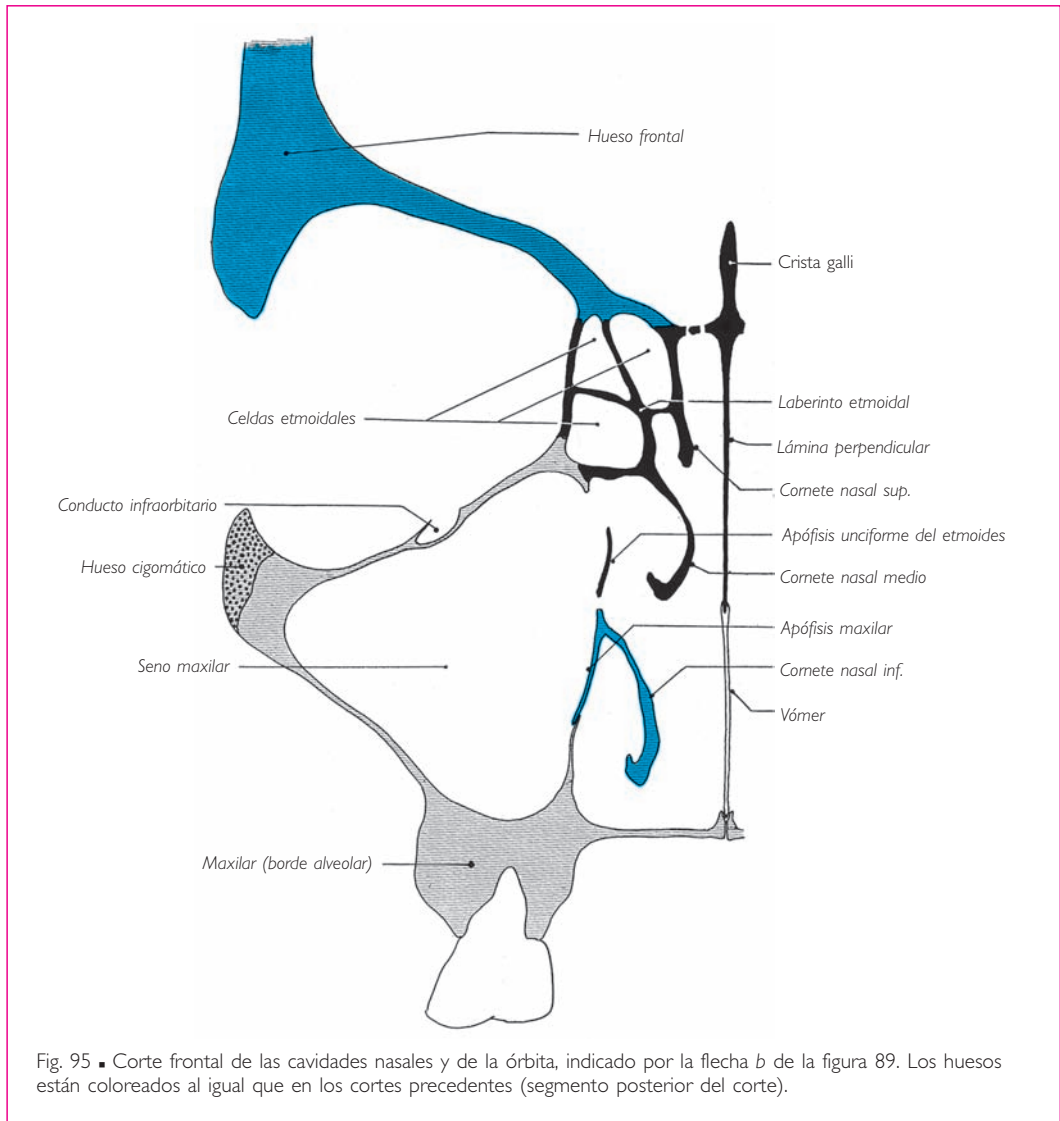 Hueso frontal
Crista galli
Celdas etmoidales
Laberinto etmoidal
Lámina perpendicular
Cornete nasal sup.
Conducto infraorbitario
Apófisis unciforme del etmoides
Hueso cigomático
Cornete nasal medio
Apófisis maxilar
Seno maxilar
Cornete nasal inf.
Vómer
Maxilar (borde alveolar)
Fig. 95 ▪ Corte frontal de las cavidades nasales y de la órbita, indicado por la flecha b de la figura 89. Los huesos
están coloreados al igual que en los cortes precedentes (segmento posterior del corte).